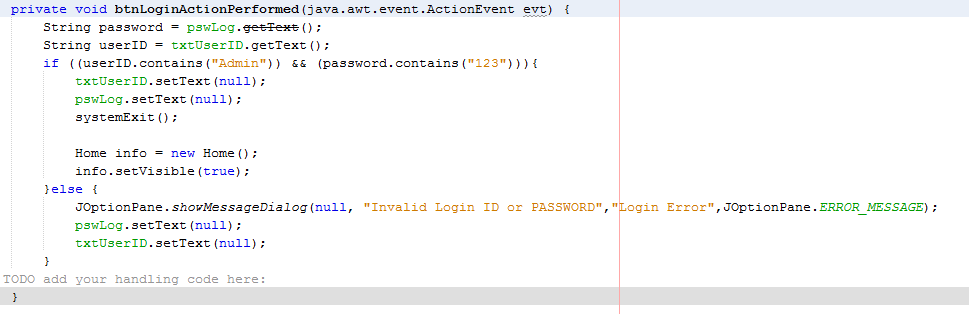 private void btnLoginActionPerformed(java.awt.event.ActionEvent evt) {
String password = pswLog.getText();
String userID = txtUserID.getText();
if ((userID.contains("Admin")) && (password.contains("123"))){
txtUserID.setText(null);
pswLog.setText(null);
systemExit();
Home info = new Home();
info.setVisible(true);
}else {
JOptionPane.showMessageDialog(null, "Invalid Login ID or PASSWORD","Login Error",JOptionPane.ERROR_MESSAGE);
pswLog.setText(null);
txtUserID.setText(null);
}
TODO add your handling code here:
}